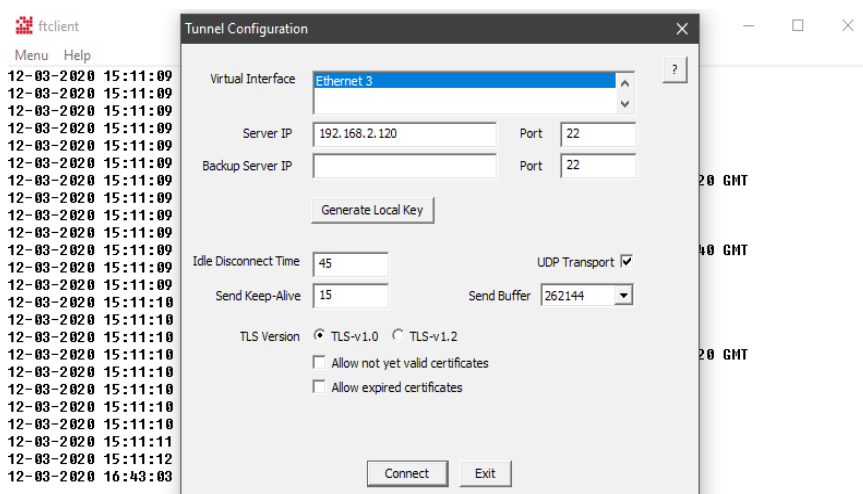 ftclient
Menu Help
Tunnel Configuration
?
Virtual Interface Ethernet 3
Server IP 192.168.2.120 Port 22
Backup Server IP Port 22
Generate Local Key
Idle Disconnect Time 45 UDP Transport
Send Keep-Alive 15 Send Buffer 262144
TLS Version TLS-v1.0 TLS-v1.2
Allow not yet valid certificates
Allow expired certificates
Connect Exit
12-03-2020 15:11:09
12-03-2020 15:11:09
12-03-2020 15:11:09
12-03-2020 15:11:09
12-03-2020 15:11:09
12-03-2020 15:11:09
12-03-2020 15:11:09 20 GMT
12-03-2020 15:11:09
12-03-2020 15:11:09
12-03-2020 15:11:09
12-03-2020 15:11:09 40 GMT
12-03-2020 15:11:09
12-03-2020 15:11:09
12-03-2020 15:11:10
12-03-2020 15:11:10
12-03-2020 15:11:10
12-03-2020 15:11:10 20 GMT
12-03-2020 15:11:10
12-03-2020 15:11:10
12-03-2020 15:11:10
12-03-2020 15:11:10
12-03-2020 15:11:11
12-03-2020 15:11:12
12-03-2020 16:43:03